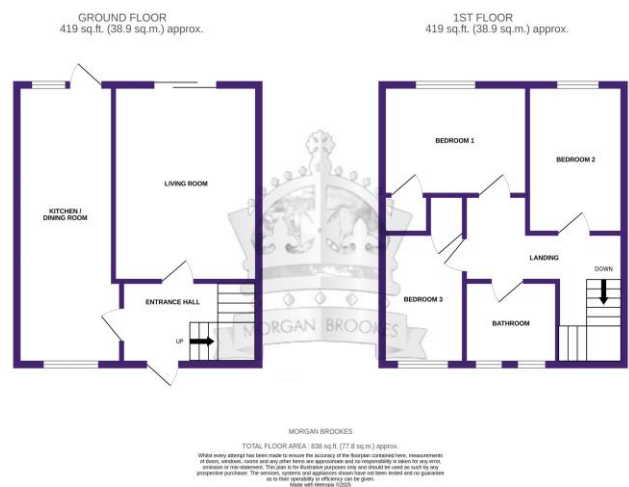 GROUND FLOOR
419 sq.ft. (38.9 sq.m.) approx.
1ST FLOOR
419 sq.ft. (38.9 sq.m.) approx.
KITCHEN /
DINING ROOM
LIVING ROOM
ENTRANCE HALL
UP
BEDROOM 1
BEDROOM 2
LANDING
DOWN
BEDROOM 3
BATHROOM
MORGAN BROOKES
MORGAN BROOKES
TOTAL FLOOR AREA : 838 sq.ft. (77.8 sq.m.) approx.
Whilst every attempt has been made to ensure the accuracy of the floorplan contained here, measurements
of doors, windows, rooms and any other items are approximate and no responsibility is taken for any error,
omission or mis-statement. This plan is for illustrative purposes only and should be used as such by any
prospective purchaser. The services, systems and appliances shown have not been tested and no guarantee
as to their operability or efficiency can be given.
Made with Metropix ©2025